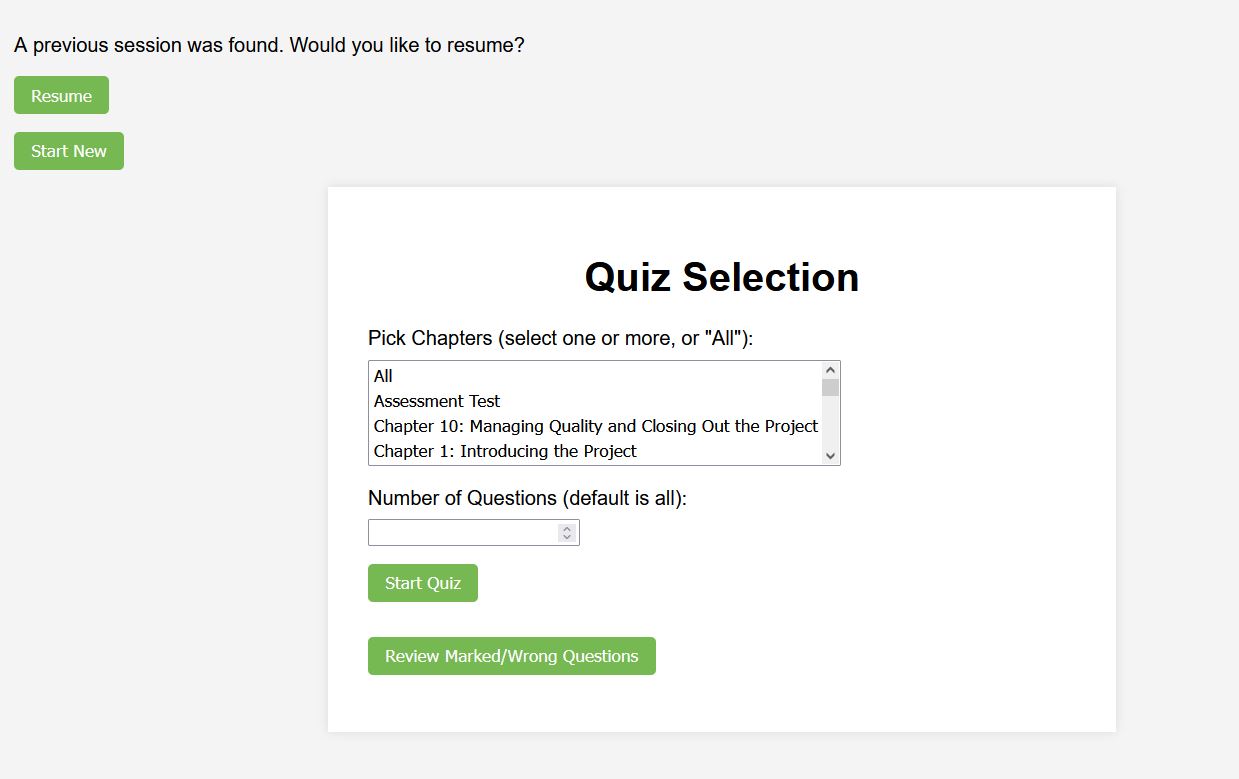 A previous session was found. Would you like to resume?
Resume
Start New
Quiz Selection
Pick Chapters (select one or more, or "All"):
All
Assessment Test
Chapter 10: Managing Quality and Closing Out the Project
Chapter 1: Introducing the Project
Number of Questions (default is all):
Start Quiz
Review Marked/Wrong Questions